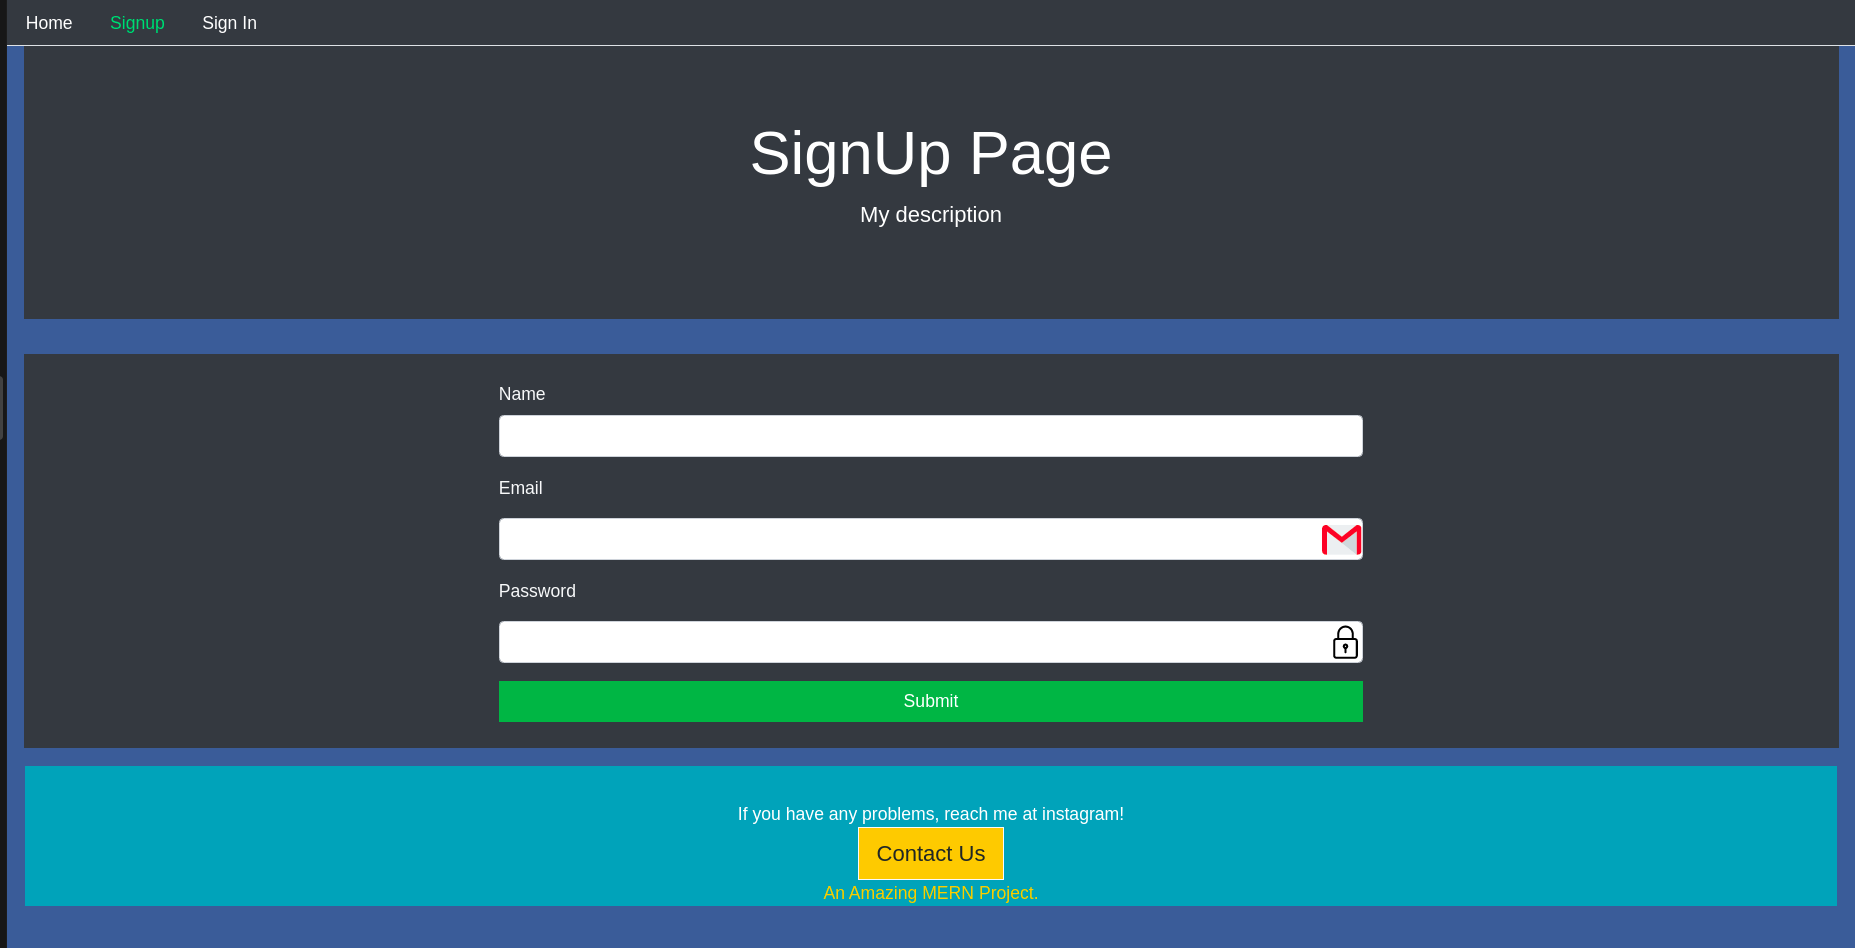 Home Signup Sign In
SignUp Page
My description
Name
Email
Password
Submit
If you have any problems, reach me at instagram!
Contact Us
An Amazing MERN Project.